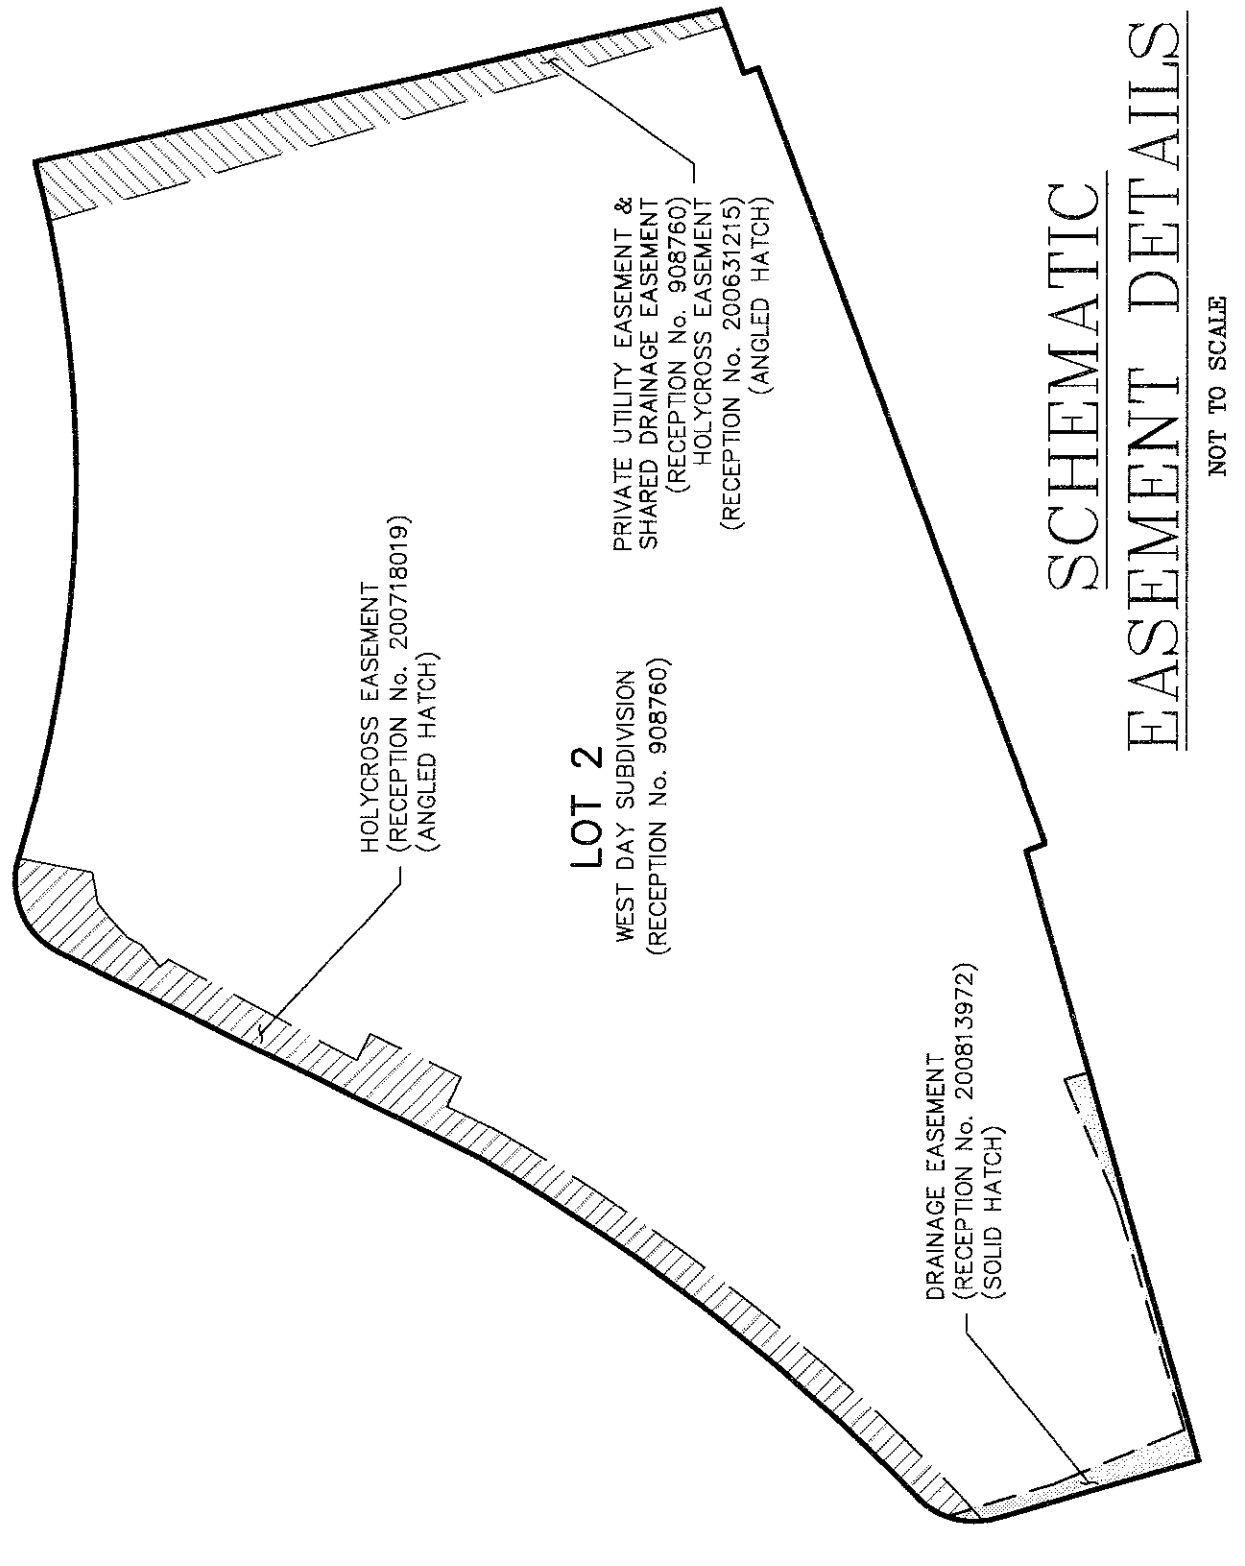 HOLYCROSS EASEMENT
(RECEPTION No. 200718019)
(ANGLED HATCH)
PRIVATE UTILITY EASEMENT &
SHARED DRAINAGE EASEMENT
(RECEPTION No. 908760)
HOLYCROSS EASEMENT
(RECEPTION No. 200631215)
(ANGLED HATCH)
LOT 2
WEST DAY SUBDIVISION
(RECEPTION No. 908760)
DRAINAGE EASEMENT
(RECEPTION No. 200813972)
(SOLID HATCH)
SCHEMATIC
EASEMENT DETAILS
NOT TO SCALE